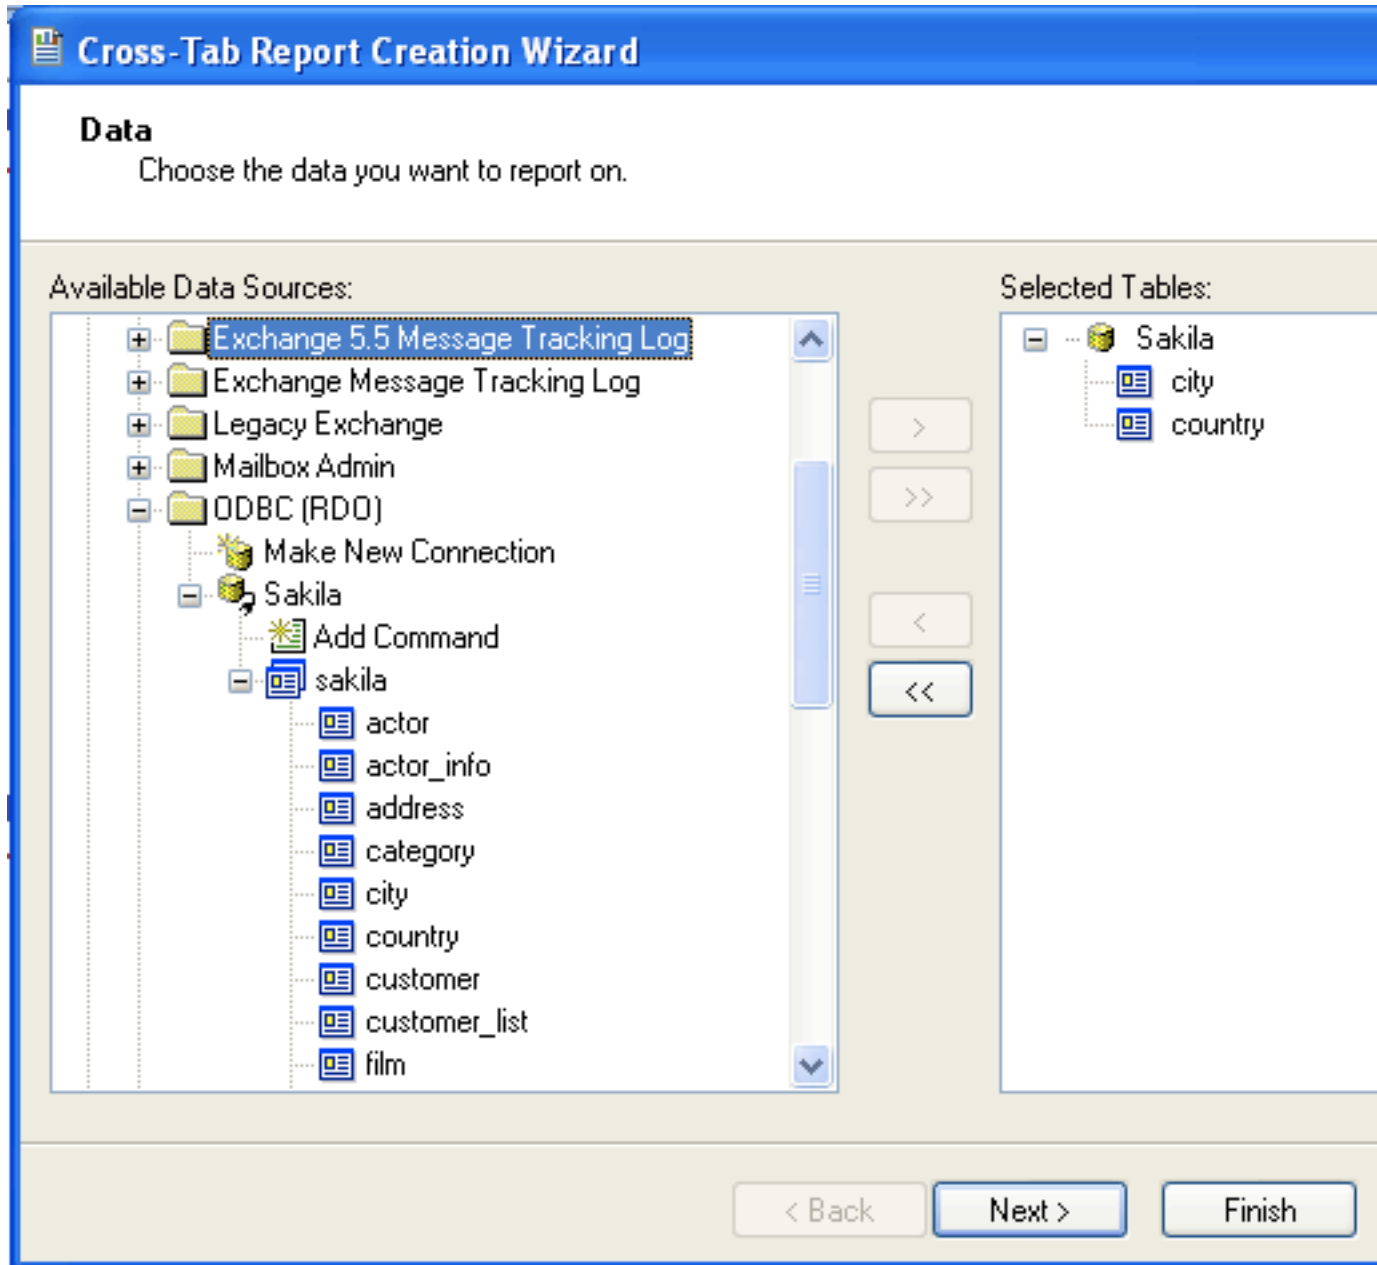 Cross-Tab Report Creation Wizard
Data
Choose the data you want to report on.
Available Data Sources:
Exchange 5.5 Message Tracking Log
Exchange Message Tracking Log
Legacy Exchange
Mailbox Admin
ODBC (RDO)
Make New Connection
Sakila
Add Command
sakila
actor
actor_info
address
category
city
country
customer
customer_list
film
>
>>
<
<<
Selected Tables:
Sakila
city
country
< Back
Next >
Finish